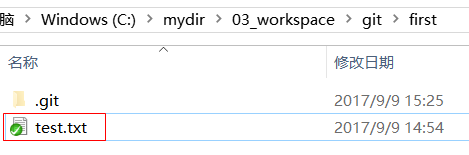 脑 > Windows (C:) > mydir > 03_workspace > git > first
名称 修改日期
.git 2017/9/9 15:25
test.txt 2017/9/9 14:54